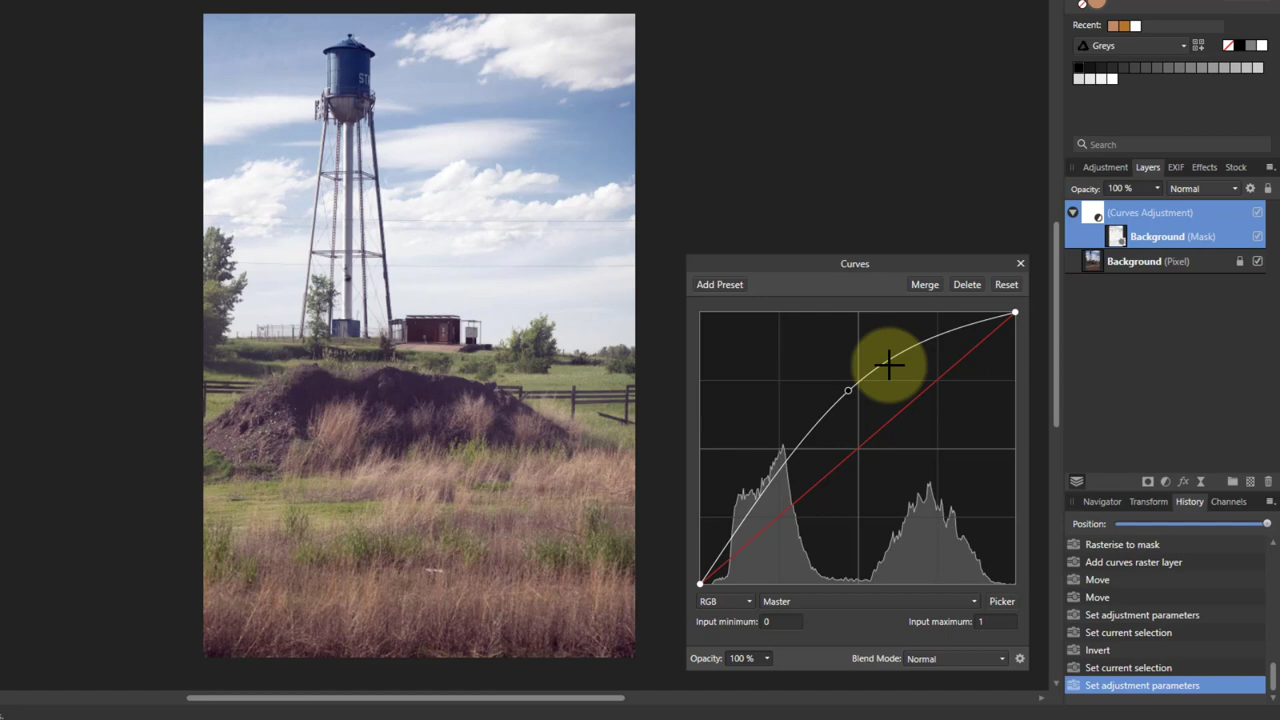 ST
Recent:
Greys
Search
Adjustment Layers EXIF Effects Stock
Opacity: 100 % Normal
(Curves Adjustment)
Background (Mask)
Background (Pixel)
Curves
Add Preset Merge Delete Reset
RGB Master Picker
Input minimum: 0 Input maximum: 1
Opacity: 100 % Blend Mode: Normal
Navigator Transform History Channels
Position:
Rasterise to mask
Add curves raster layer
Move
Move
Set adjustment parameters
Set current selection
Invert
Set current selection
Set adjustment parameters